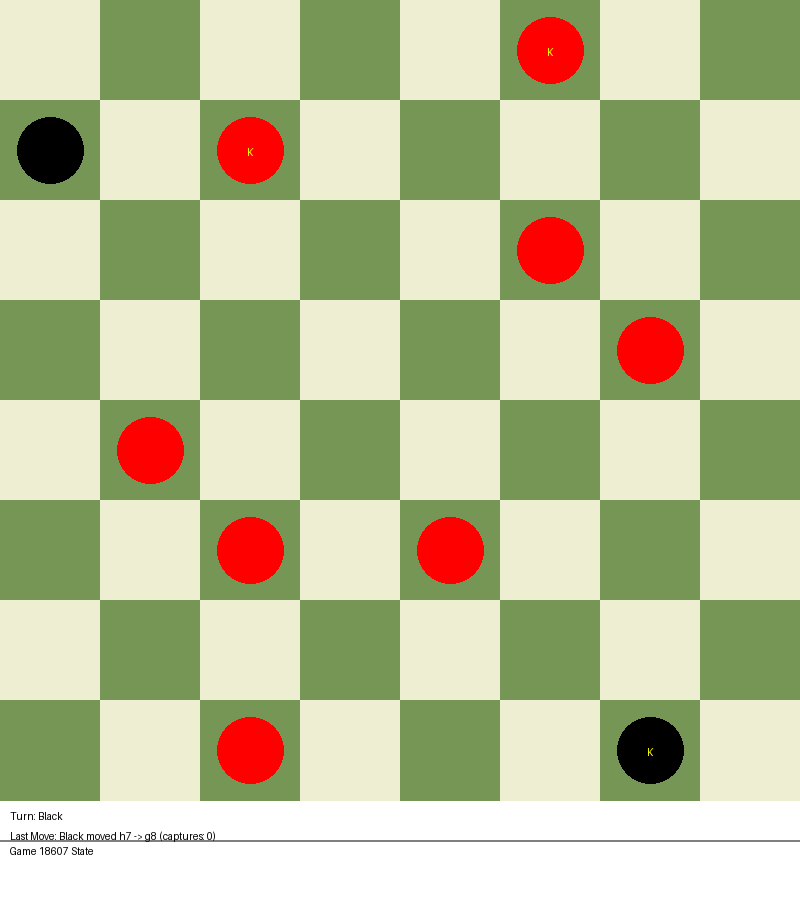 K
K
K
Turn: Black
Last Move: Black moved h7 -> g8 (captures: 0)
Game 18607 State